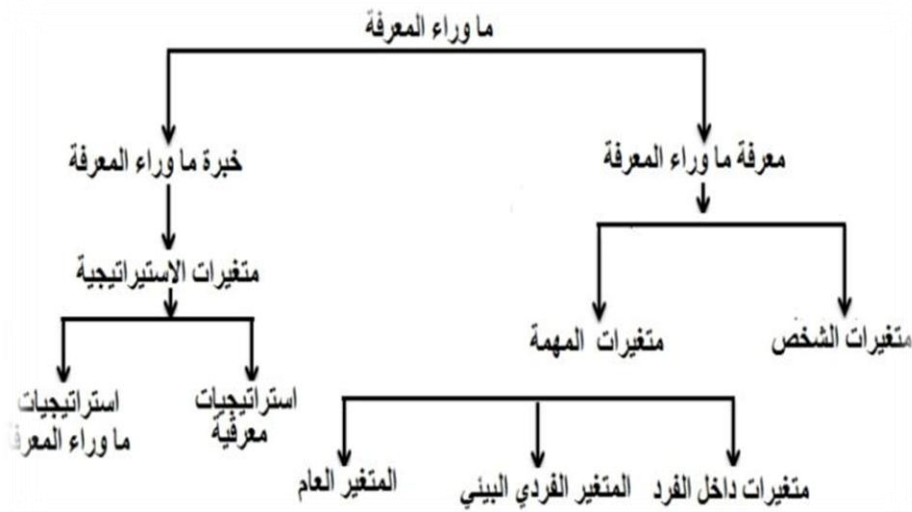 ما وراء المعرفة
معرفة ما وراء المعرفة
خبرة ما وراء المعرفة
متغيرات الاستيراتيجية
متغيرات الشخص
متغيرات المهمة
استراتيجيات
معرفية
استراتيجيات
ما وراء المعرفة
متغيرات داخل الفرد
المتغير الفردي البيئي
المتغير العام